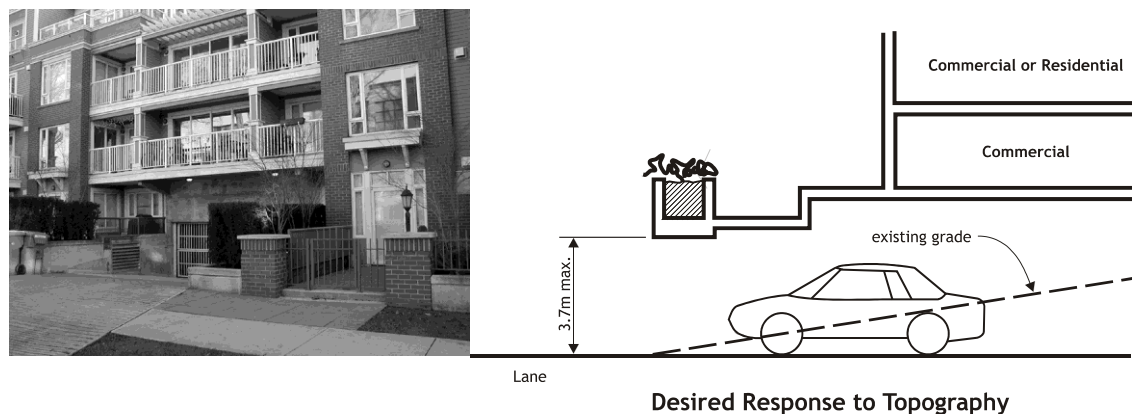 Commercial or Residential
Commercial
existing grade
3.7m max.
Lane
Desired Response to Topography